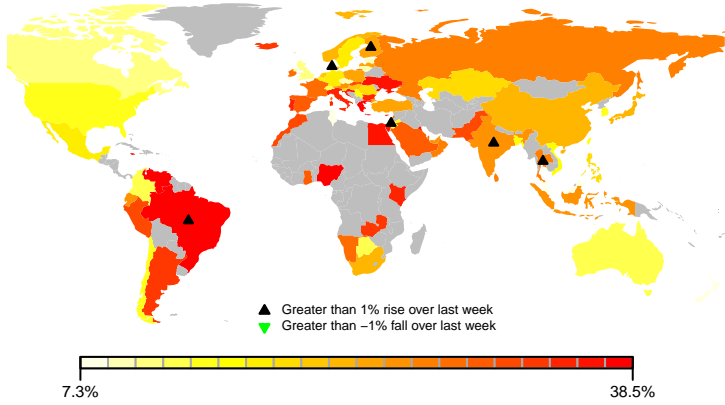 Greater than 1% rise over last week
Greater than −1% fall over last week
7.3%
38.5%